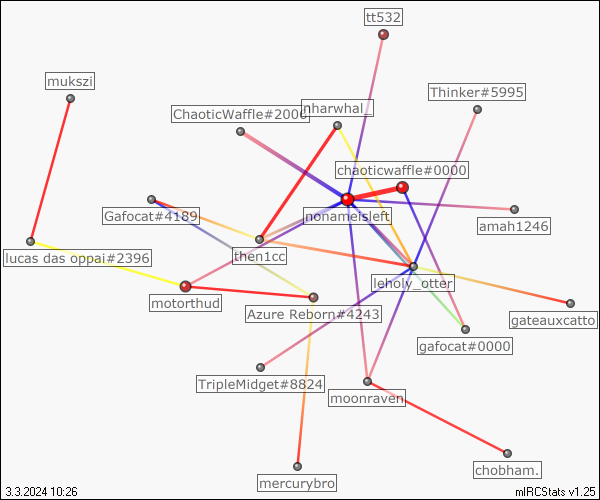 tt532
mukszi
Thinker#5995
ChaoticWaffle#200
nharwhal_
chaoticwaffle#0000
Gafocat#4189
nonameisleft
amah1246
lucas das oppai#2396
then1cc
leholy_otter
motorthud
Azure Reborn#4243
gateauxcatto
gafocat#0000
TripleMidget#8824
moonraven
mercurybro
chobham.
3.3.2024 10:26
mIRCStats v1.25